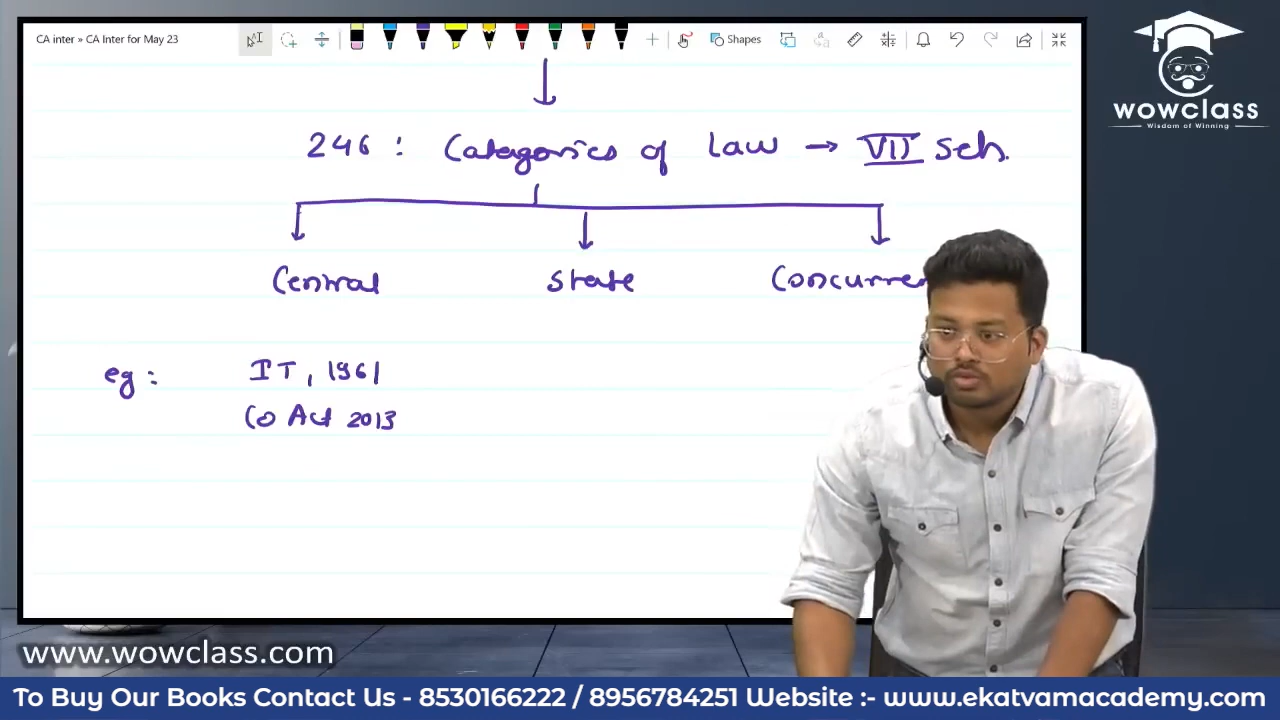 CA inter » CA Inter for May 23
Shapes
wowclass
Wisdom of Winning
246 : Categories of law → VII Sch.
Central State Concurren
eg : IT, 1961
Co Act 2013
www.wowclass.com
To Buy Our Books Contact Us - 8530166222 / 8956784251 Website :- www.ekatvamacademy.com